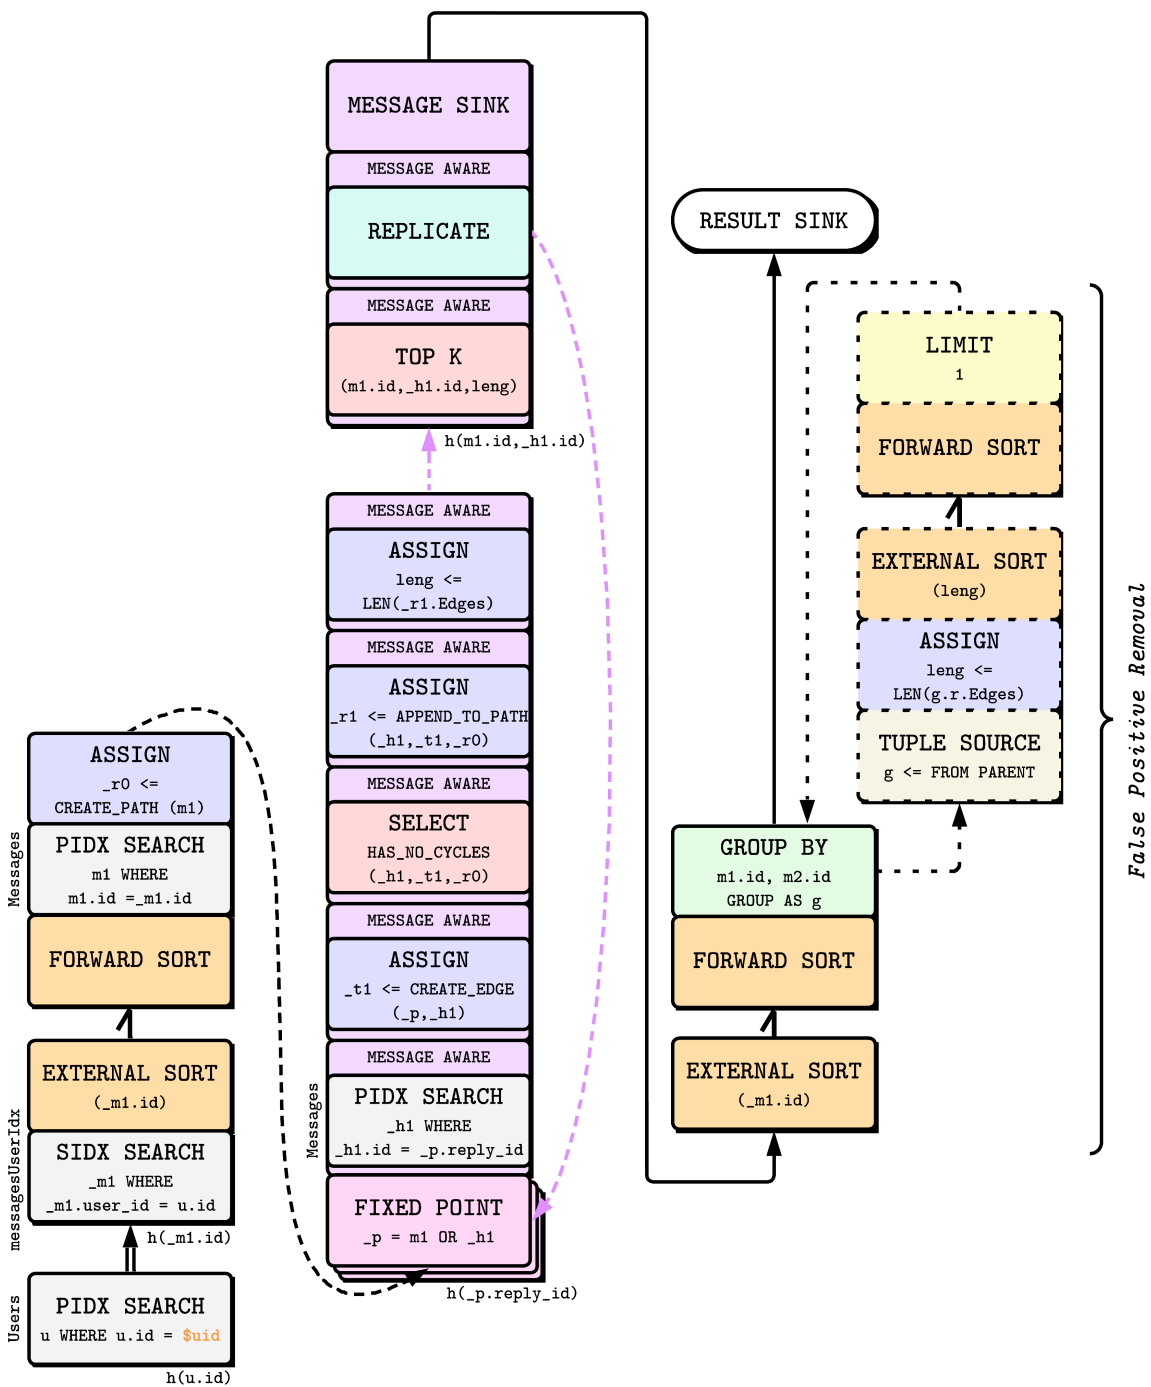 MESSAGE SINK
MESSAGE AWARE
REPLICATE
MESSAGE AWARE
TOP K
(m1.id,_h1.id,leng)
h(m1.id,_h1.id)
MESSAGE AWARE
ASSIGN
leng <=
LEN(_r1.Edges)
MESSAGE AWARE
ASSIGN
_r1 <= APPEND_TO_PATH
(_h1,_t1,_r0)
MESSAGE AWARE
SELECT
HAS_NO_CYCLES
(_h1,_t1,_r0)
MESSAGE AWARE
ASSIGN
_t1 <= CREATE_EDGE
(_p,_h1)
MESSAGE AWARE
Messages
PIDX SEARCH
_h1 WHERE
_h1.id = _p.reply_id
FIXED POINT
_p = m1 OR _h1
h(_p.reply_id)
ASSIGN
_r0 <=
CREATE_PATH (m1)
Messages
PIDX SEARCH
m1 WHERE
m1.id =_m1.id
FORWARD SORT
EXTERNAL SORT
(_m1.id)
messagesUserIdx
SIDX SEARCH
_m1 WHERE
_m1.user_id = u.id
h(_m1.id)
Users
PIDX SEARCH
u WHERE u.id = $uid
h(u.id)
RESULT SINK
LIMIT
1
FORWARD SORT
EXTERNAL SORT
(leng)
ASSIGN
leng <=
LEN(g.r.Edges)
TUPLE SOURCE
g <= FROM PARENT
GROUP BY
m1.id, m2.id
GROUP AS g
FORWARD SORT
EXTERNAL SORT
(_m1.id)
False Positive Removal